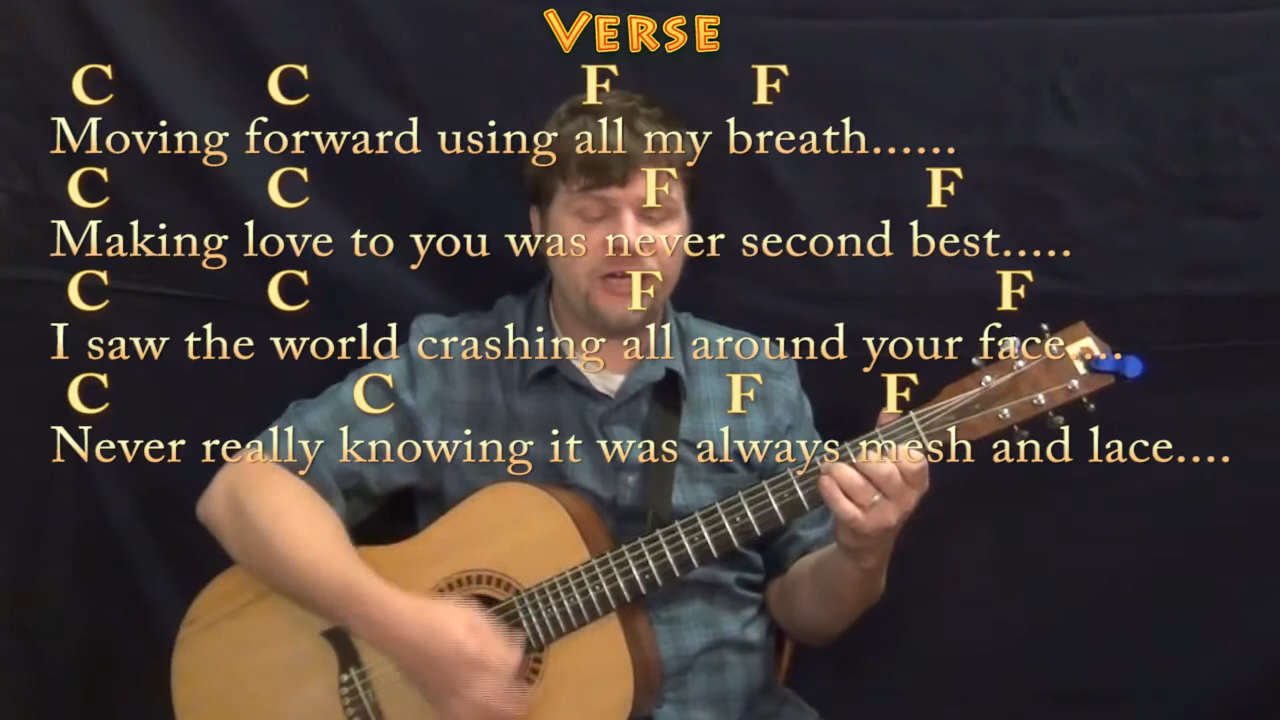 VERSE
C C F F
Moving forward using all my breath......
C C F F
Making love to you was never second best.....
C C F F
I saw the world crashing all around your face....
C C F F
Never really knowing it was always mesh and lace....